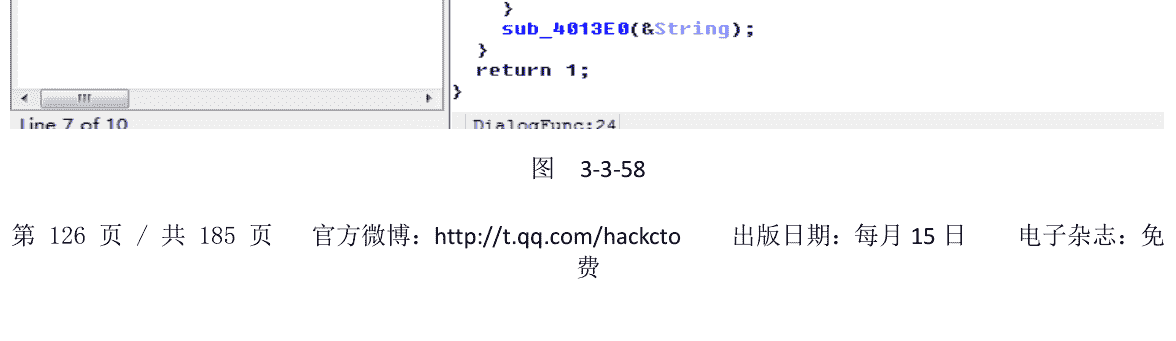 }
sub_4013E0(&String);
}
return 1;
}
Line 7 of 10
DialogFunc:24
图 3-3-58
第 126 页 / 共 185 页 官方微博：http://t.qq.com/hackcto 出版日期：每月 15 日 电子杂志：免
费